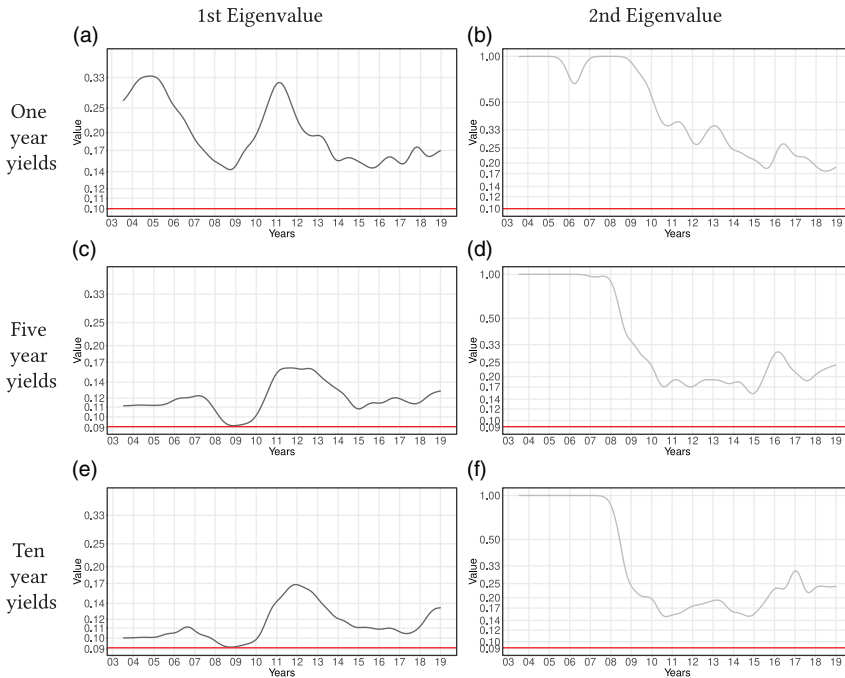 1st Eigenvalue
2nd Eigenvalue
One
year
yields
(a)
Value
0.33
0.25
0.20
0.17
0.14
0.12
0.11
0.10
03 04 05 06 07 08 09 10 11 12 13 14 15 16 17 18 19
Years
(b)
Value
1.00
0.50
0.33
0.25
0.20
0.17
0.14
0.12
0.10
03 04 05 06 07 08 09 10 11 12 13 14 15 16 17 18 19
Years
Five
year
yields
(c)
Value
0.33
0.25
0.20
0.17
0.14
0.12
0.11
0.10
0.09
03 04 05 06 07 08 09 10 11 12 13 14 15 16 17 18 19
Years
(d)
Value
1.00
0.50
0.33
0.25
0.20
0.17
0.14
0.12
0.10
0.09
03 04 05 06 07 08 09 10 11 12 13 14 15 16 17 18 19
Years
Ten
year
yields
(e)
Value
0.33
0.25
0.20
0.17
0.14
0.12
0.11
0.10
0.09
03 04 05 06 07 08 09 10 11 12 13 14 15 16 17 18 19
Years
(f)
Value
1.00
0.50
0.33
0.25
0.20
0.17
0.14
0.12
0.10
0.09
03 04 05 06 07 08 09 10 11 12 13 14 15 16 17 18 19
Years